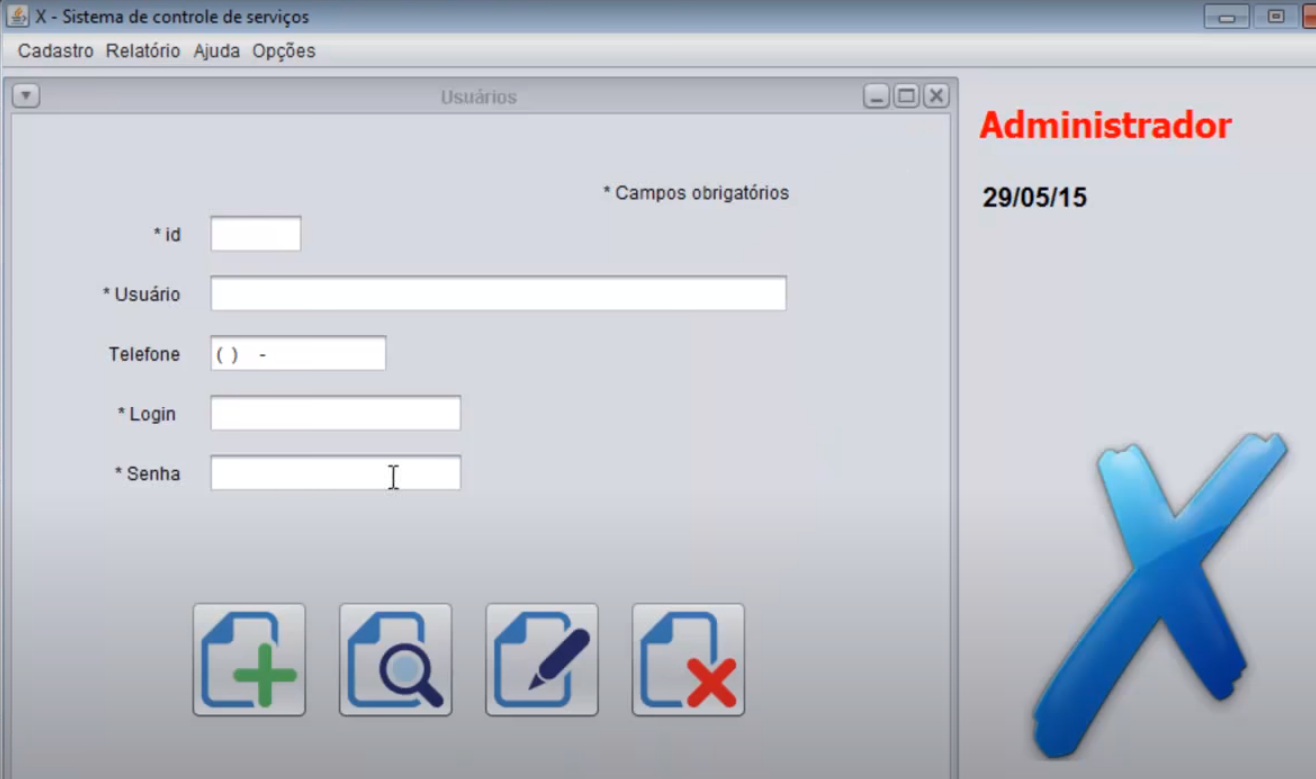 X - Sistema de controle de serviços
Cadastro Relatório Ajuda Opções
Usuários
* Campos obrigatórios
* id
* Usuário
Telefone ( ) -
* Login
* Senha
Administrador
29/05/15
X